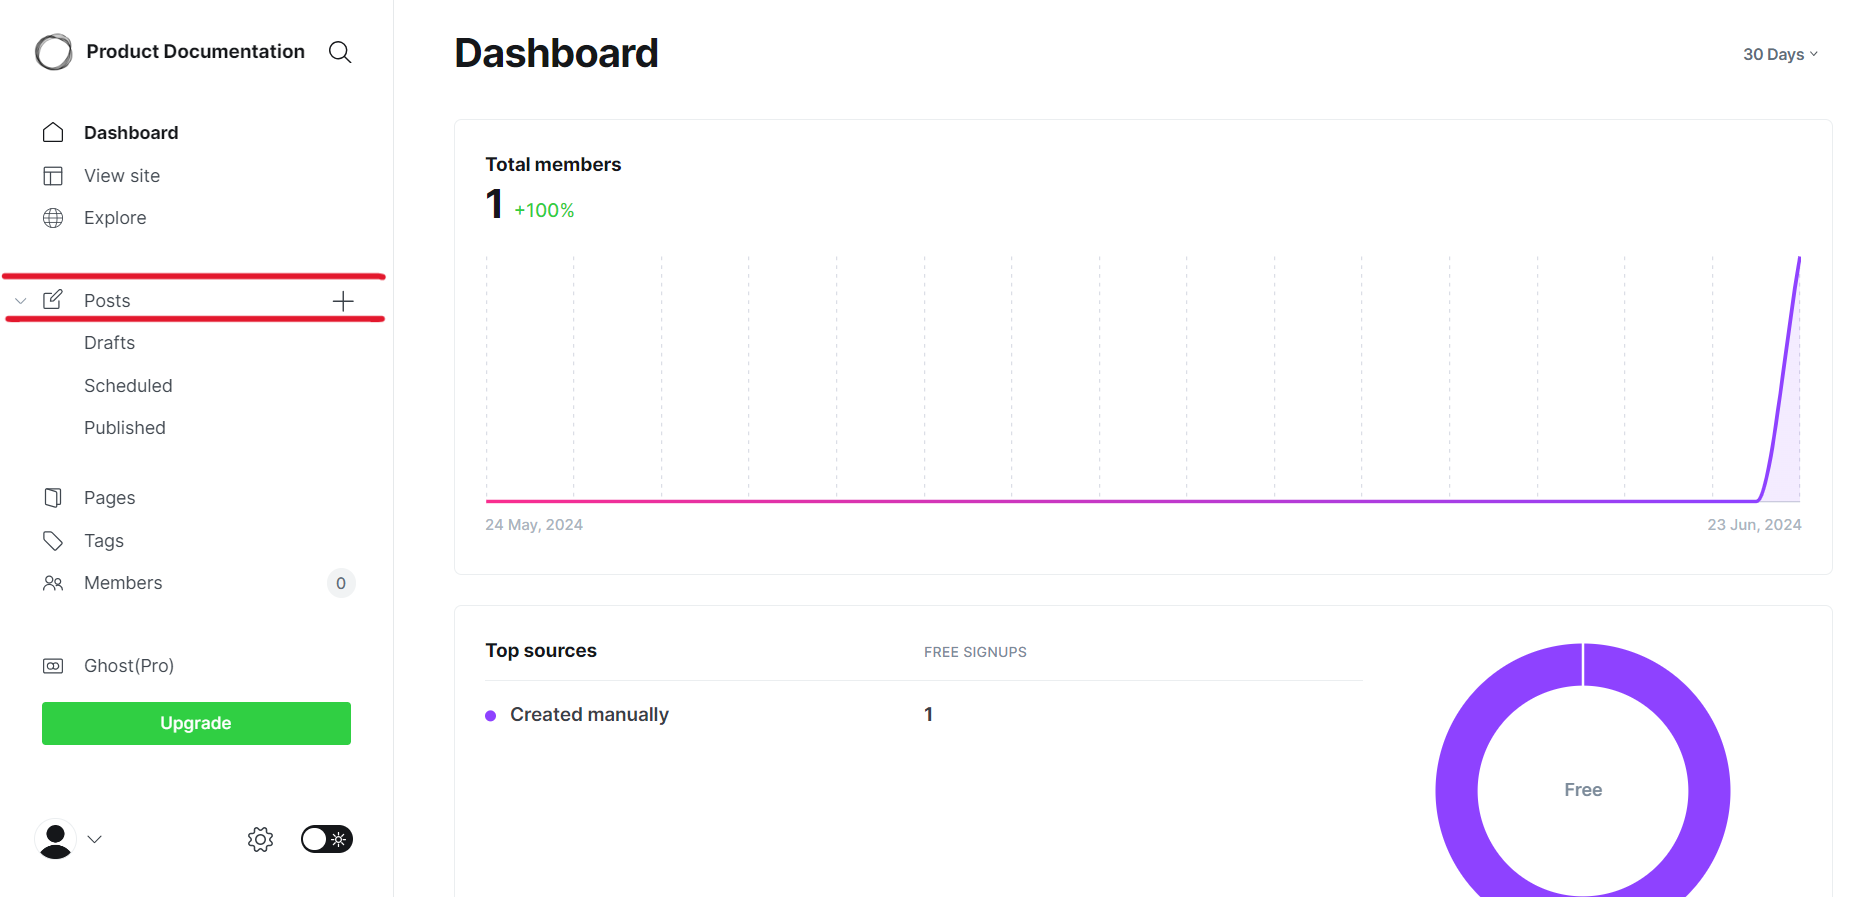 Product Documentation
Dashboard
View site
Explore
Posts
Drafts
Scheduled
Published
Pages
Tags
Members
0
Ghost(Pro)
Upgrade
Dashboard
30 Days
Total members
1 +100%
24 May, 2024
23 Jun, 2024
Top sources
FREE SIGNUPS
Created manually
1
Free